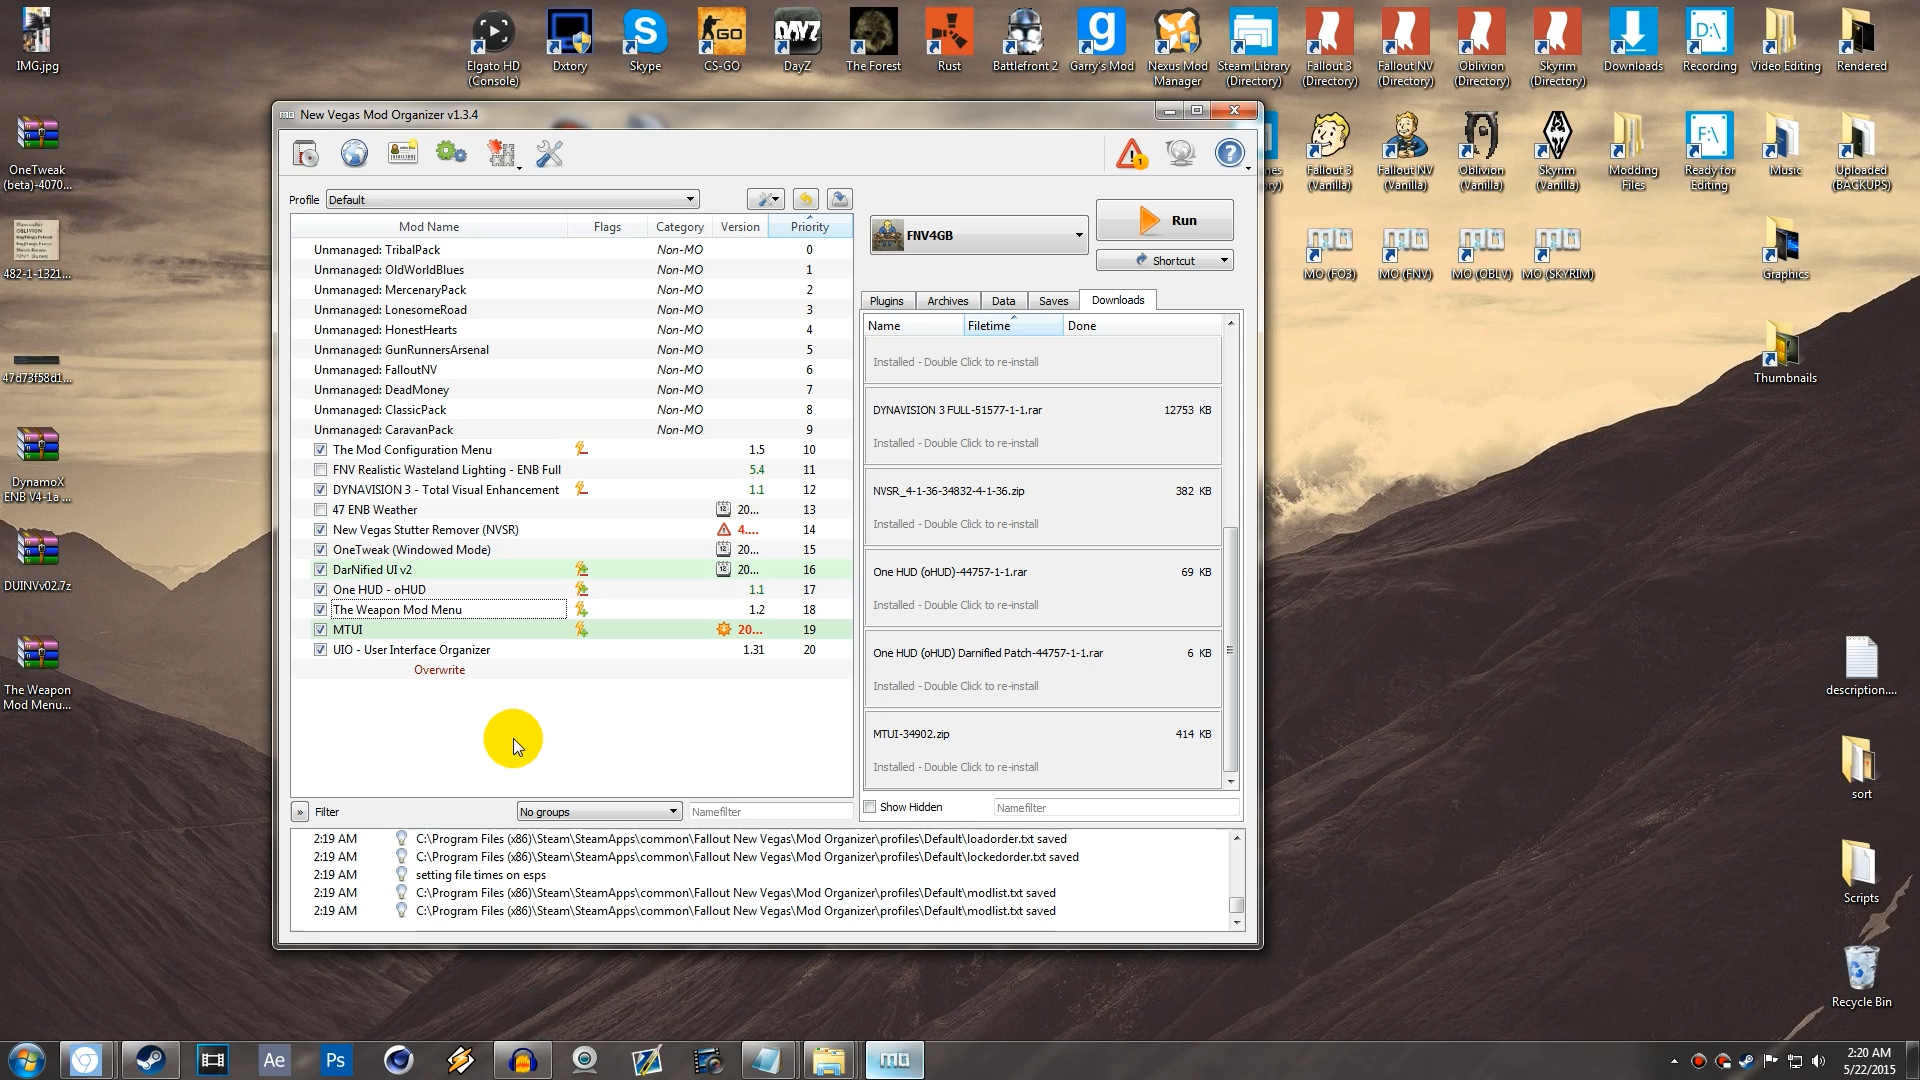 IMG.jpg
OneTweak
(beta)-4070...
482-1-1321...
47d73f58d1...
DynamoX
ENB V4-1a ...
DUINVv02.7z
The Weapon
Mod Menu...
Elgato HD
(Console)
Dxtory
Skype
GO
CS-GO
DAYZ
DayZ
The Forest
Rust
Battlefront 2
Garry's Mod
Nexus Mod
Manager
Steam Library
(Directory)
Fallout 3
(Directory)
Fallout NV
(Directory)
Oblivion
(Directory)
Skyrim
(Directory)
Downloads
D:\
Recording
Video Editing
Rendered
Fallout 3
(Vanilla)
Fallout NV
(Vanilla)
Oblivion
(Vanilla)
Skyrim
(Vanilla)
Modding
Files
F:\
Ready for
Editing
Music
Uploaded
(BACKUPS)
MO (FO3)
MO (FNV)
MO (OBLV)
MO (SKYRIM)
Graphics
Thumbnails
description....
sort
Scripts
Recycle Bin
New Vegas Mod Organizer v1.3.4
Profile Default
Mod Name Flags Category Version Priority
Unmanaged: TribalPack Non-MO 0
Unmanaged: OldWorldBlues Non-MO 1
Unmanaged: MercenaryPack Non-MO 2
Unmanaged: LonesomeRoad Non-MO 3
Unmanaged: HonestHearts Non-MO 4
Unmanaged: GunRunnersArsenal Non-MO 5
Unmanaged: FalloutNV Non-MO 6
Unmanaged: DeadMoney Non-MO 7
Unmanaged: ClassicPack Non-MO 8
Unmanaged: CaravanPack Non-MO 9
The Mod Configuration Menu 1.5 10
FNV Realistic Wasteland Lighting - ENB Full 5.4 11
DYNAVISION 3 - Total Visual Enhancement 1.1 12
47 ENB Weather 20... 13
New Vegas Stutter Remover (NVSR) 4.... 14
OneTweak (Windowed Mode) 20... 15
DarNified UI v2 20... 16
One HUD - oHUD 1.1 17
The Weapon Mod Menu 1.2 18
MTUI 20... 19
UIO - User Interface Organizer 1.31 20
Overwrite
» Filter No groups Namefilter
FNV4GB
Run
Shortcut
Plugins Archives Data Saves Downloads
Name Filetime Done
Installed - Double Click to re-install
DYNAVISION 3 FULL-51577-1-1.rar 12753 KB
Installed - Double Click to re-install
NVSR_4-1-36-34832-4-1-36.zip 382 KB
Installed - Double Click to re-install
One HUD (oHUD)-44757-1-1.rar 69 KB
Installed - Double Click to re-install
One HUD (oHUD) Darnified Patch-44757-1-1.rar 6 KB
Installed - Double Click to re-install
MTUI-34902.zip 414 KB
Installed - Double Click to re-install
Show Hidden Namefilter
2:19 AM C:\Program Files (x86)\Steam\SteamApps\common\Fallout New Vegas\Mod Organizer\profiles\Default\loadorder.txt saved
2:19 AM C:\Program Files (x86)\Steam\SteamApps\common\Fallout New Vegas\Mod Organizer\profiles\Default\lockedorder.txt saved
2:19 AM setting file times on esps
2:19 AM C:\Program Files (x86)\Steam\SteamApps\common\Fallout New Vegas\Mod Organizer\profiles\Default\modlist.txt saved
2:19 AM C:\Program Files (x86)\Steam\SteamApps\common\Fallout New Vegas\Mod Organizer\profiles\Default\modlist.txt saved
Ae
Ps
2:20 AM
5/22/2015